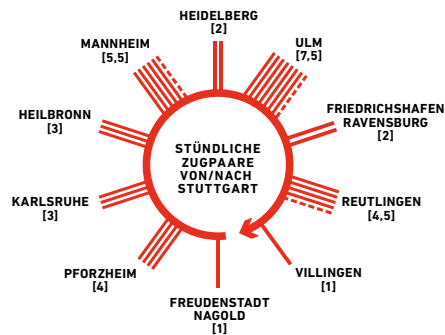 HEIDELBERG
[2]
ULM
[7,5]
FRIEDRICHSHAFEN
RAVENSBURG
[2]
REUTLINGEN
[4,5]
VILLINGEN
[1]
FREUDENSTADT
NAGOLD
[1]
PFORZHEIM
[4]
KARLSRUHE
[3]
HEILBRONN
[3]
MANNHEIM
[5,5]
STÜNDLICHE
ZUGPAARE
VON/NACH
STUTTGART